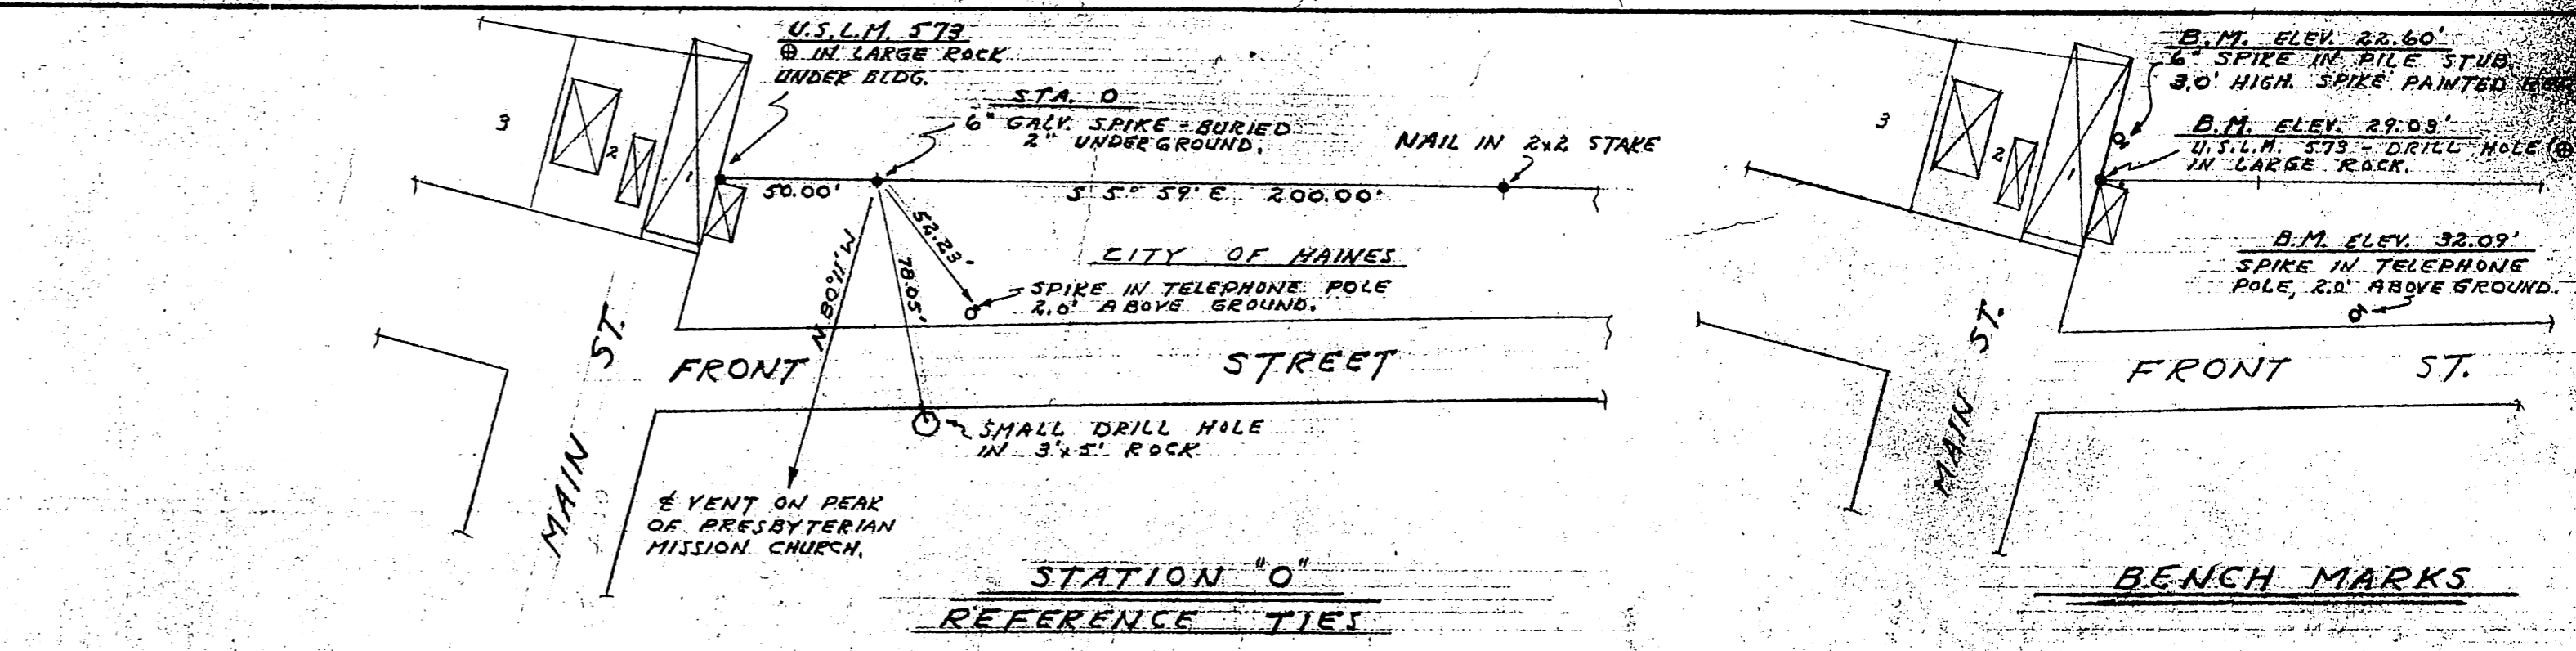 U.S.L.M. 573
⊕ IN LARGE ROCK
UNDER BLDG.
STA. O
6" GALV. SPIKE - BURIED
2" UNDERGROUND.
NAIL IN 2x2 STAKE
3
2
1
50.00'
S 5° 59' E 200.00'
52.23'
78.05'
N 80°11' W
CITY OF HAINES
SPIKE IN TELEPHONE POLE
2.0' ABOVE GROUND.
FRONT STREET
MAIN ST.
SMALL DRILL HOLE
IN 3'x5' ROCK
℄ VENT ON PEAK
OF PRESBYTERIAN
MISSION CHURCH.
STATION "O"
REFERENCE TIES
B.M. ELEV. 22.60'
6" SPIKE IN PILE STUB
3.0' HIGH. SPIKE PAINTED
B.M. ELEV. 29.03'
U.S.L.M. 573 - DRILL HOLE (⊕
IN LARGE ROCK.
3
2
1
B.M. ELEV. 32.09'
SPIKE IN TELEPHONE
POLE, 2.0' ABOVE GROUND.
FRONT ST.
MAIN ST.
BENCH MARKS